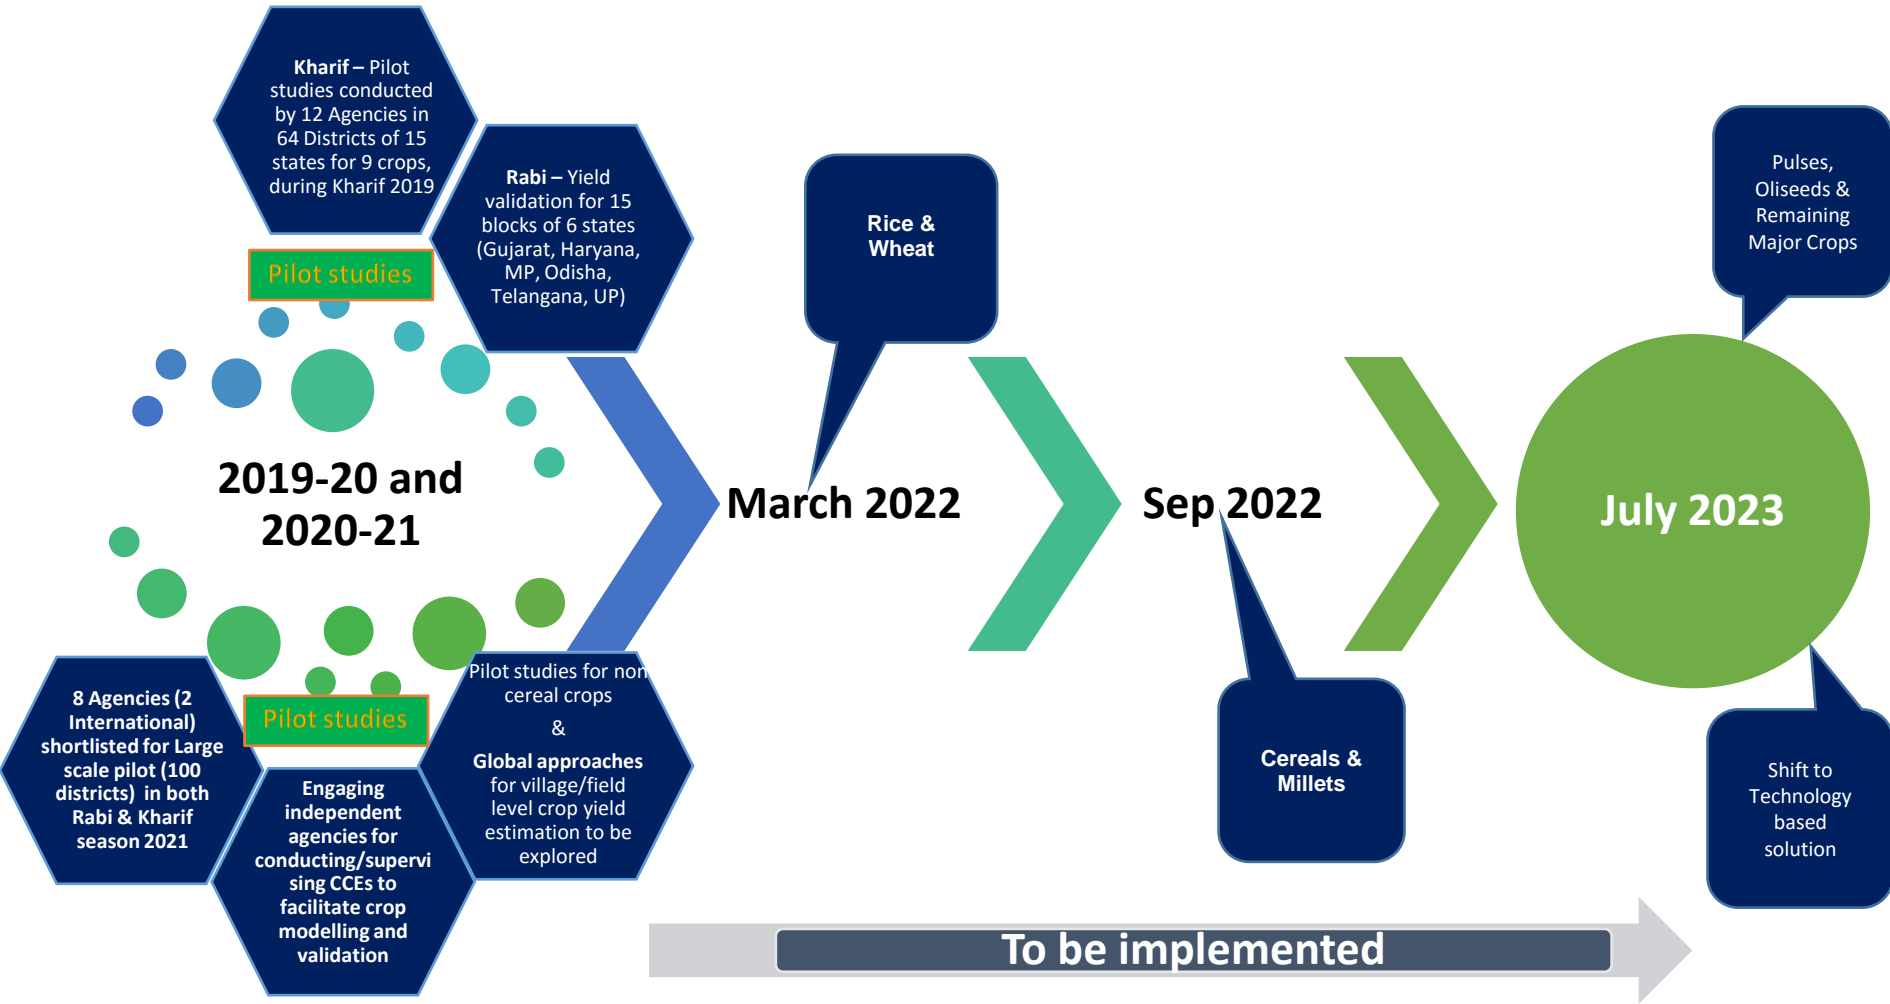 Kharif – Pilot
studies conducted
by 12 Agencies in
64 Districts of 15
states for 9 crops,
during Kharif 2019
Rabi – Yield
validation for 15
blocks of 6 states
(Gujarat, Haryana,
MP, Odisha,
Telangana, UP)
Pilot studies
2019-20 and
2020-21
8 Agencies (2
International)
shortlisted for Large
scale pilot (100
districts) in both
Rabi & Kharif
season 2021
Pilot studies
Engaging
independent
agencies for
conducting/supervi
sing CCEs to
facilitate crop
modelling and
validation
Pilot studies for non
cereal crops
&
Global approaches
for village/field
level crop yield
estimation to be
explored
Rice &
Wheat
March 2022
Sep 2022
Cereals &
Millets
Pulses,
Oliseeds &
Remaining
Major Crops
July 2023
Shift to
Technology
based
solution
To be implemented